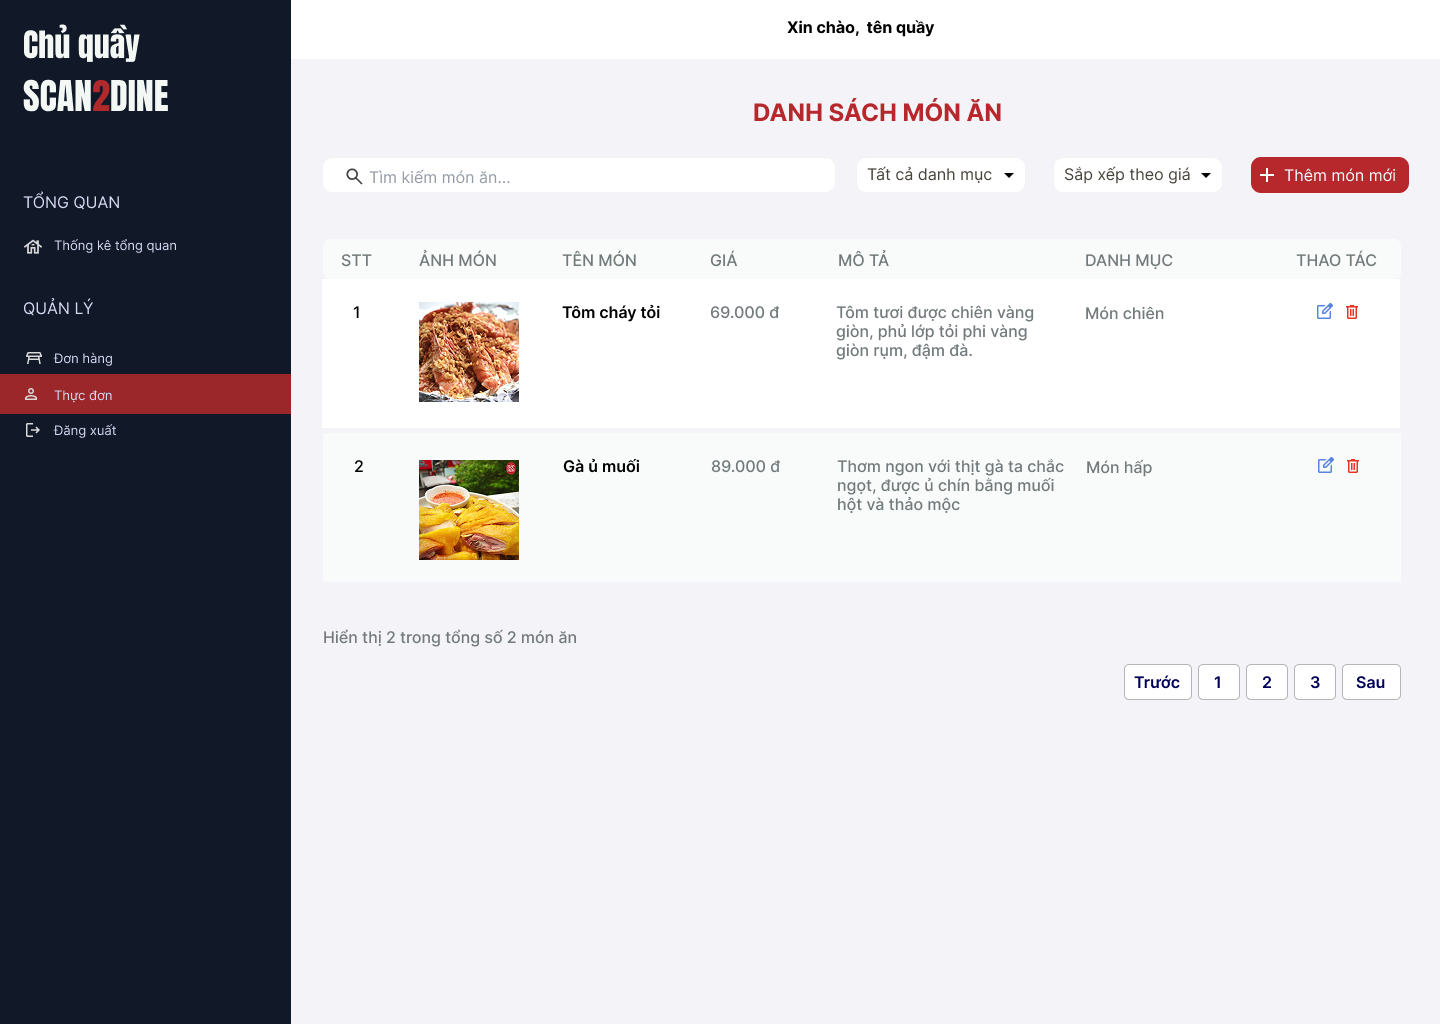 Chủ quầy
SCAN2DINE
Xin chào, tên quầy
TỔNG QUAN
Thống kê tổng quan
QUẢN LÝ
Đơn hàng
Thực đơn
Đăng xuất
DANH SÁCH MÓN ĂN
Tìm kiếm món ăn...
Tất cả danh mục
Sắp xếp theo giá
Thêm món mới
STT ẢNH MÓN TÊN MÓN GIÁ MÔ TẢ DANH MỤC THAO TÁC
1 Tôm cháy tỏi 69.000 đ Tôm tươi được chiên vàng Món chiên
giòn, phủ lớp tỏi phi vàng
giòn rụm, đậm đà.
2 Gà ủ muối 89.000 đ Thơm ngon với thịt gà ta chắc Món hấp
ngọt, được ủ chín bằng muối
hột và thảo mộc
Hiển thị 2 trong tổng số 2 món ăn
Trước 1 2 3 Sau